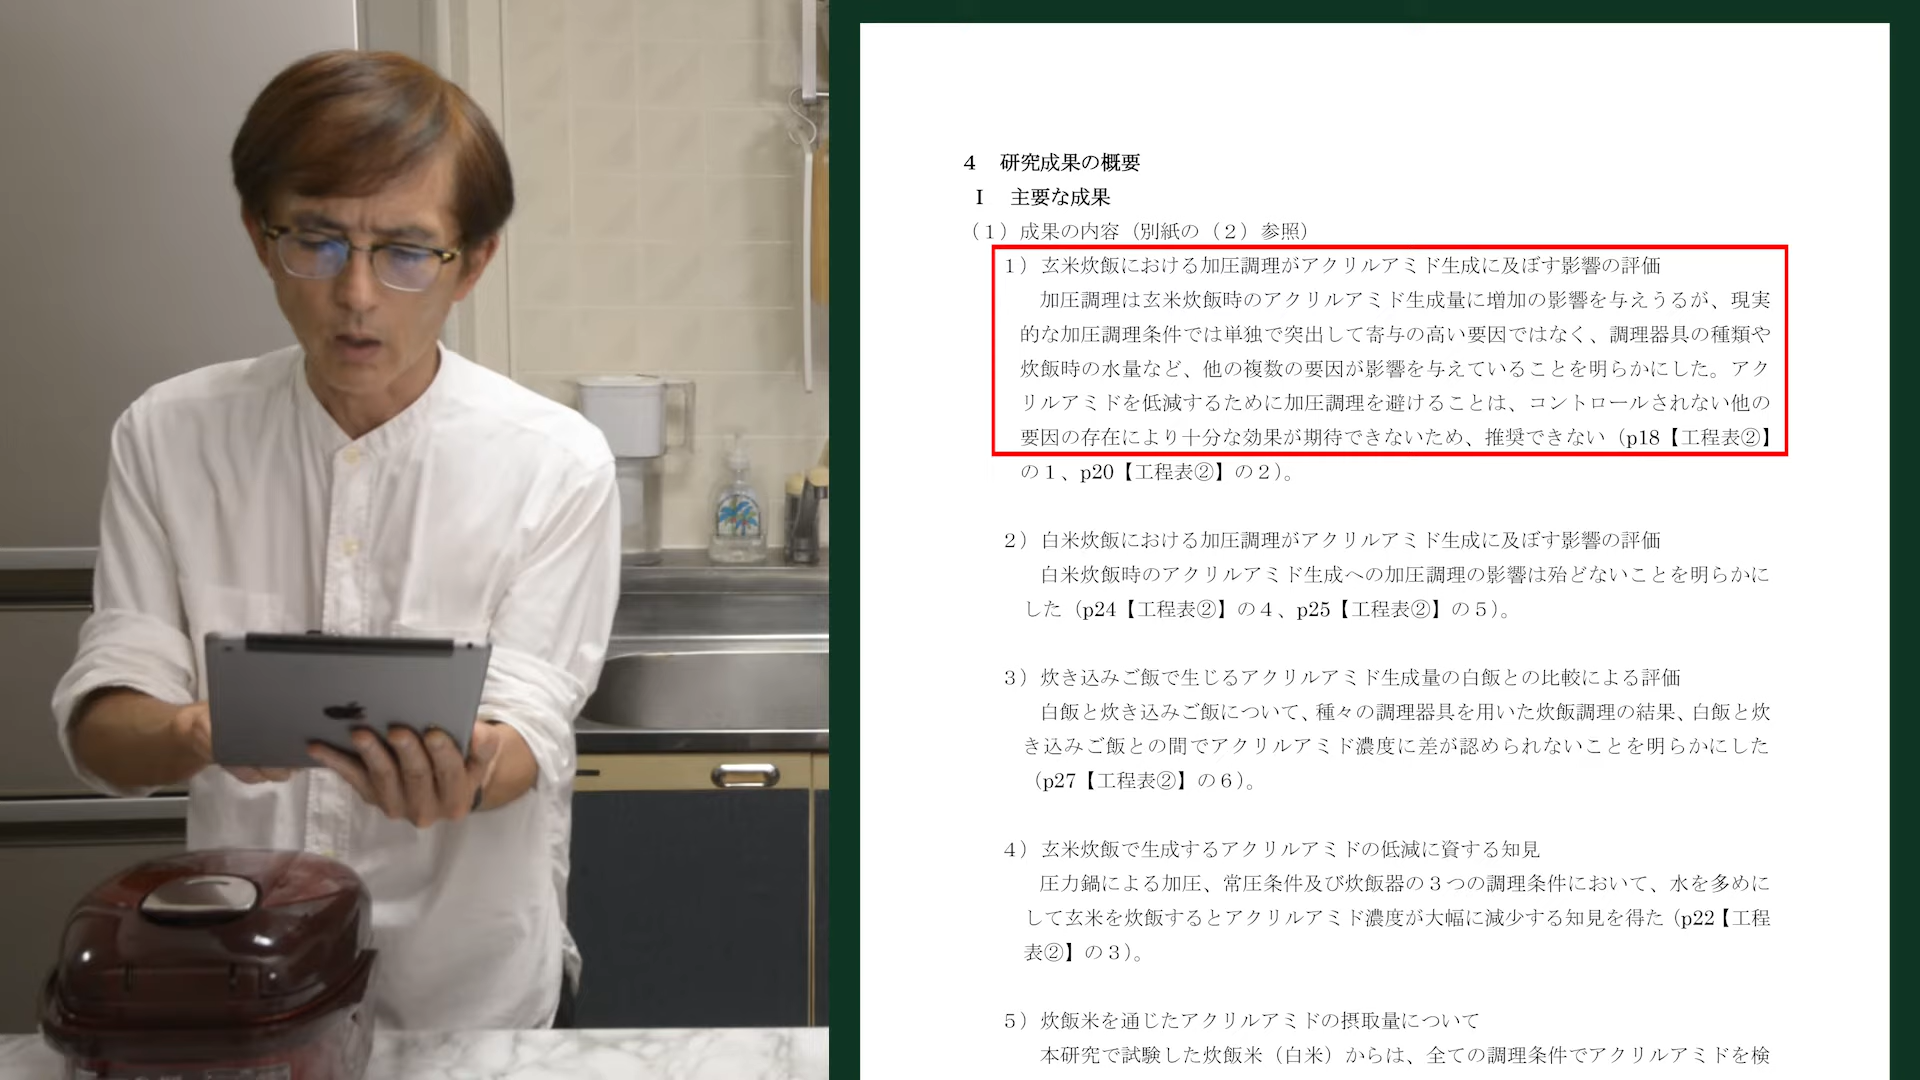 4 研究成果の概要
Ⅰ 主要な成果
（１）成果の内容（別紙の（２）参照）
１）玄米炊飯における加圧調理がアクリルアミド生成に及ぼす影響の評価
加圧調理は玄米炊飯時のアクリルアミド生成量に増加の影響を与えうるが、現実
的な加圧調理条件では単独で突出して寄与の高い要因ではなく、調理器具の種類や
炊飯時の水量など、他の複数の要因が影響を与えていることを明らかにした。アク
リルアミドを低減するために加圧調理を避けることは、コントロールされない他の
要因の存在により十分な効果が期待できないため、推奨できない（p18【工程表②】
の１、p20【工程表②】の２）。
２）白米炊飯における加圧調理がアクリルアミド生成に及ぼす影響の評価
白米炊飯時のアクリルアミド生成への加圧調理の影響は殆どないことを明らかに
した（p24【工程表②】の４、p25【工程表②】の５）。
３）炊き込みご飯で生じるアクリルアミド生成量の白飯との比較による評価
白飯と炊き込みご飯について、種々の調理器具を用いた炊飯調理の結果、白飯と炊
き込みご飯との間でアクリルアミド濃度に差が認められないことを明らかにした
（p27【工程表②】の６）。
４）玄米炊飯で生成するアクリルアミドの低減に資する知見
圧力鍋による加圧、常圧条件及び炊飯器の３つの調理条件において、水を多めに
して玄米を炊飯するとアクリルアミド濃度が大幅に減少する知見を得た（p22【工程
表②】の３）。
５）炊飯米を通じたアクリルアミドの摂取量について
本研究で試験した炊飯米（白米）からは、全ての調理条件でアクリルアミドを検